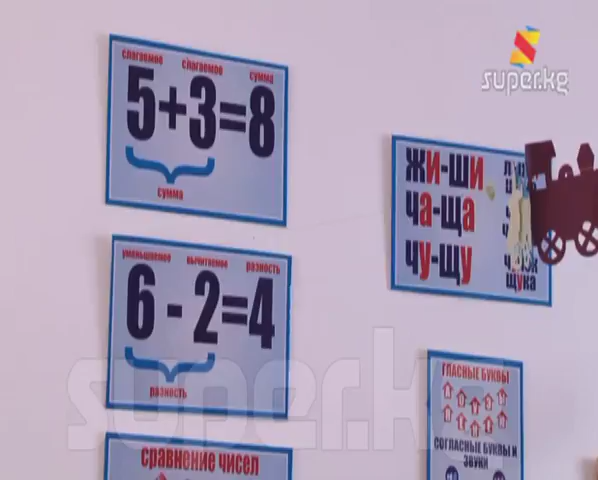 super.kg
слагаемое слагаемое сумма
5+3=8
сумма
уменьшаемое вычитаемое разность
6 - 2=4
разность
сравнение чисел
жи-ши
ча-ща
чу-щу
щука
ГЛАСНЫЕ БУКВЫ
СОГЛАСНЫЕ БУКВЫ И
ЗВУКИ
super.kg